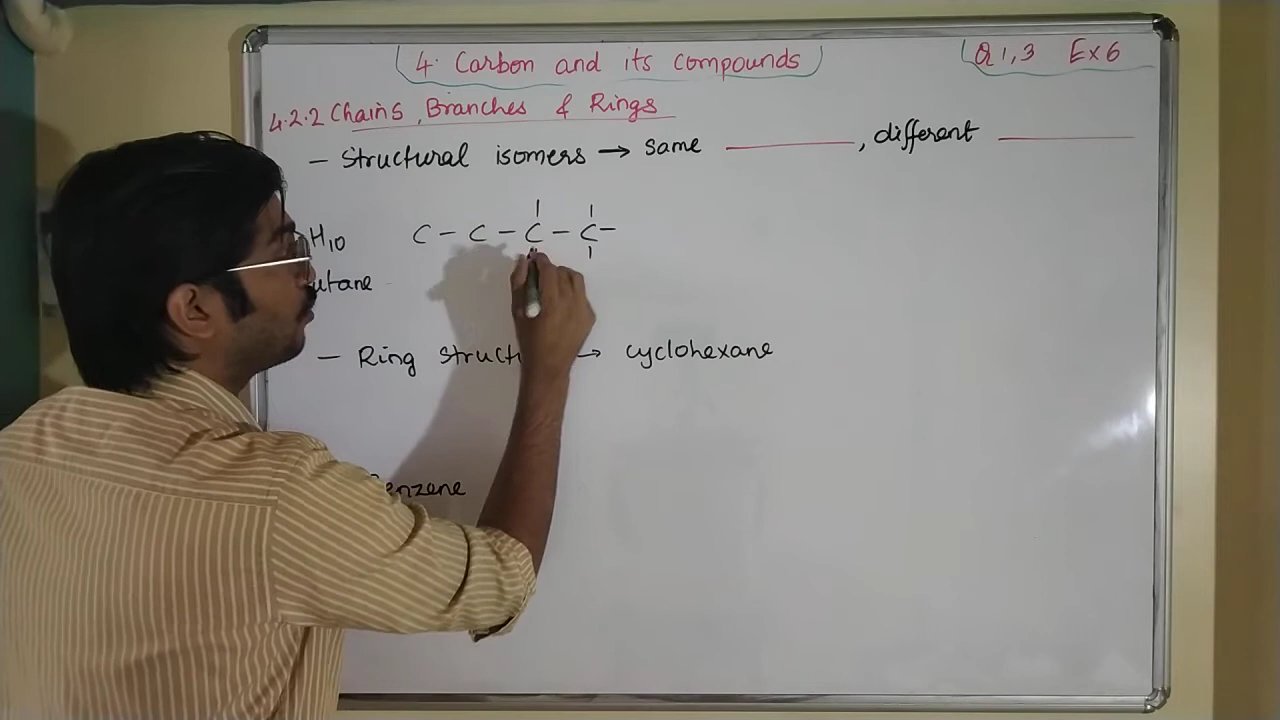 4. Carbon and its compounds
Q 1,3 Ex 6
4.2.2 Chains, Branches & Rings
- Structural isomers → same ________, different ________
H10 C - C - C - C -
utane
- Ring struct → cyclohexane
enzene